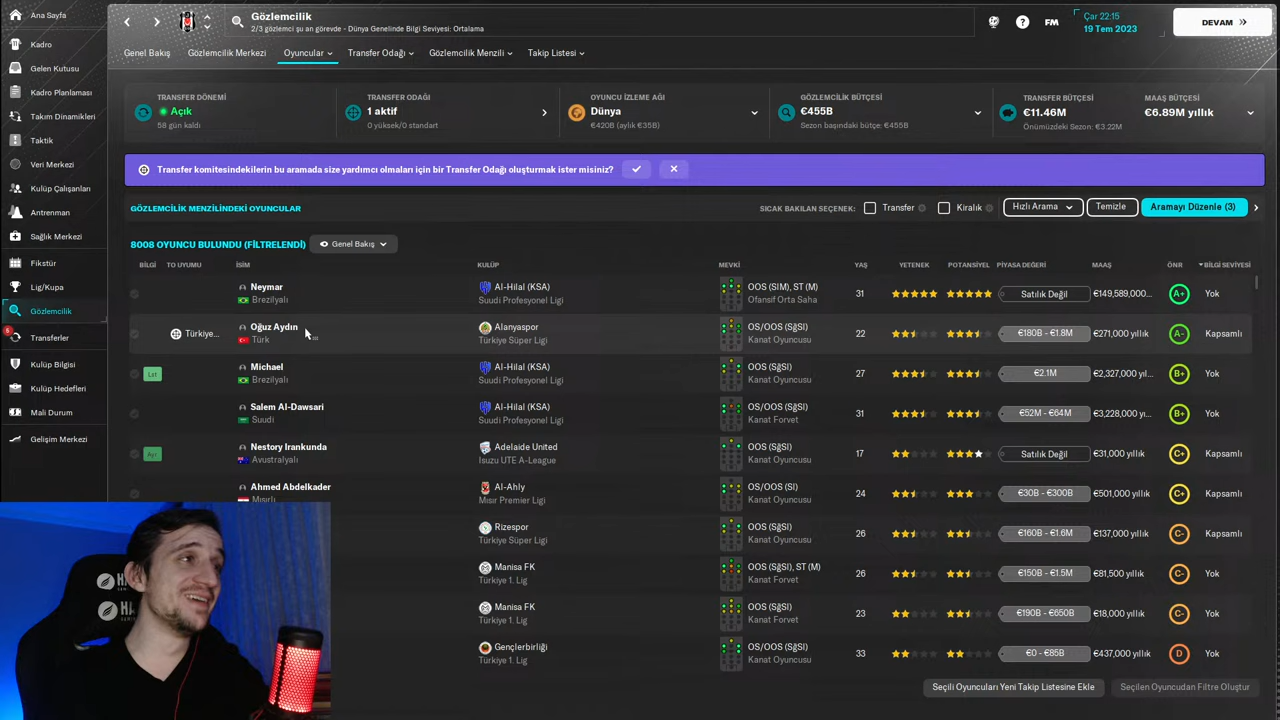 Ana Sayfa
Gözlemcilik
2/3 gözlemci şu an görevde - Dünya Genelinde Bilgi Seviyesi: Ortalama
FM
Çar 22:15
19 Tem 2023
DEVAM
Kadro
Gelen Kutusu
Kadro Planlaması
Takım Dinamikleri
Taktik
Veri Merkezi
Kulüp Çalışanları
Antrenman
Sağlık Merkezi
Fikstür
Lig/Kupa
Gözlemcilik
5
Transferler
Kulüp Bilgisi
Kulüp Hedefleri
Mali Durum
Gelişim Merkezi
Genel Bakış
Gözlemcilik Merkezi
Oyuncular
Transfer Odağı
Gözlemcilik Menzili
Takip Listesi
TRANSFER DÖNEMİ
Açık
58 gün kaldı
TRANSFER ODAĞI
1 aktif
0 yüksek/0 standart
OYUNCU İZLEME AĞI
Dünya
€420B (aylık €35B)
GÖZLEMCİLİK BÜTÇESİ
€455B
Sezon başındaki bütçe: €455B
TRANSFER BÜTÇESİ
€11.46M
Önümüzdeki Sezon: €3.22M
MAAŞ BÜTÇESİ
€6.89M yıllık
Transfer komitesindekilerin bu aramada size yardımcı olmaları için bir Transfer Odağı oluşturmak ister misiniz?
GÖZLEMCİLİK MENZİLİNDEKİ OYUNCULAR
SICAK BAKILAN SEÇENEK:
Transfer
Kiralık
Hızlı Arama
Temizle
Aramayı Düzenle (3)
8008 OYUNCU BULUNDU (FİLTRELENDİ)
Genel Bakış
BİLGİ TO UYUMU İSİM KULÜP MEVKİ YAŞ YETENEK POTANSİYEL PİYASA DEĞERİ MAAŞ ÖNR BİLGİ SEVİYESİ
Neymar Al-Hilal (KSA) OOS (SİM), ST (M) 31 Satılık Değil €149,589,000... A+ Yok
Brezilyalı Suudi Profesyonel Ligi Ofansif Orta Saha
Türkiye... Oğuz Aydın Alanyaspor OS/OOS (SğSl) 22 €180B - €1.8M €271,000 yıllık A- Kapsamlı
Türk Türkiye Süper Ligi Kanat Oyuncusu
Lst Michael Al-Hilal (KSA) OOS (SğSl) 27 €2.1M €2,327,000 yıl... B+ Yok
Brezilyalı Suudi Profesyonel Ligi Kanat Oyuncusu
Salem Al-Dawsari Al-Hilal (KSA) OS/OOS (SğSl) 31 €52M - €64M €3,228,000 yıl... B+ Yok
Suudi Suudi Profesyonel Ligi Kanat Forvet
Ayr Nestory Irankunda Adelaide United OOS (SğSl) 17 Satılık Değil €31,000 yıllık C+ Kapsamlı
Avustralyalı Isuzu UTE A-League Kanat Oyuncusu
Ahmed Abdelkader Al-Ahly OS/OOS (Sl) 24 €30B - €300B €501,000 yıllık C+ Kapsamlı
Mısırlı Mısır Premier Ligi Kanat Oyuncusu
Rizespor OOS (SğSl) 26 €160B - €1.6M €137,000 yıllık C- Yok
Türkiye Süper Ligi Kanat Oyuncusu
Manisa FK OOS (SğSl), ST (M) 26 €150B - €1.5M €81,500 yıllık C- Yok
Türkiye 1. Lig Kanat Forvet
Manisa FK OOS (SğSl) 23 €190B - €650B €18,000 yıllık C- Yok
Türkiye 1. Lig Kanat Forvet
Gençlerbirliği OS/OOS (SğSl) 33 €0 - €85B €437,000 yıllık D Yok
Türkiye 1. Lig Kanat Oyuncusu
Seçili Oyuncuları Yeni Takip Listesine Ekle
Seçilen Oyuncudan Filtre Oluştur